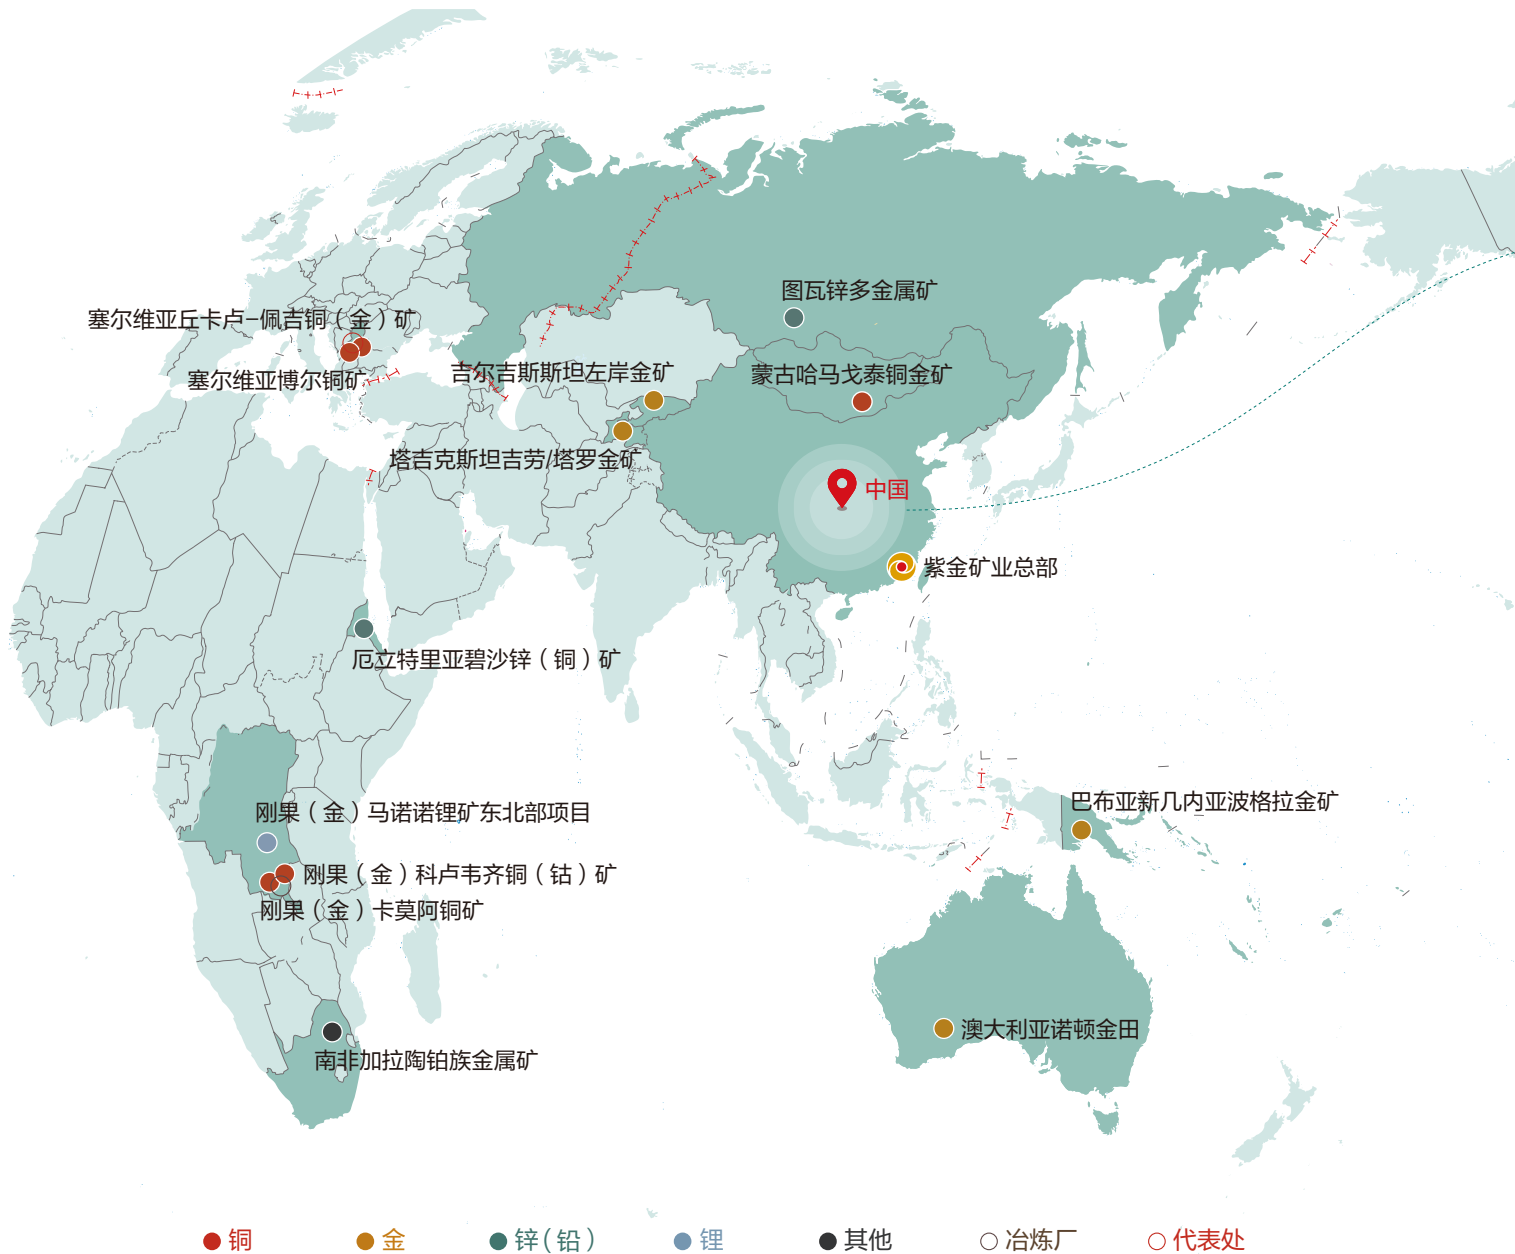 图瓦锌多金属矿
塞尔维亚丘卡卢-佩吉铜（金）矿
塞尔维亚博尔铜矿
吉尔吉斯斯坦左岸金矿
蒙古哈马戈泰铜金矿
塔吉克斯坦吉劳/塔罗金矿
中国
紫金矿业总部
厄立特里亚碧沙锌（铜）矿
刚果（金）马诺诺锂矿东北部项目
巴布亚新几内亚波格拉金矿
刚果（金）科卢韦齐铜（钴）矿
刚果（金）卡莫阿铜矿
澳大利亚诺顿金田
南非加拉陶铂族金属矿
铜 金 锌(铅) 锂 其他 冶炼厂 代表处